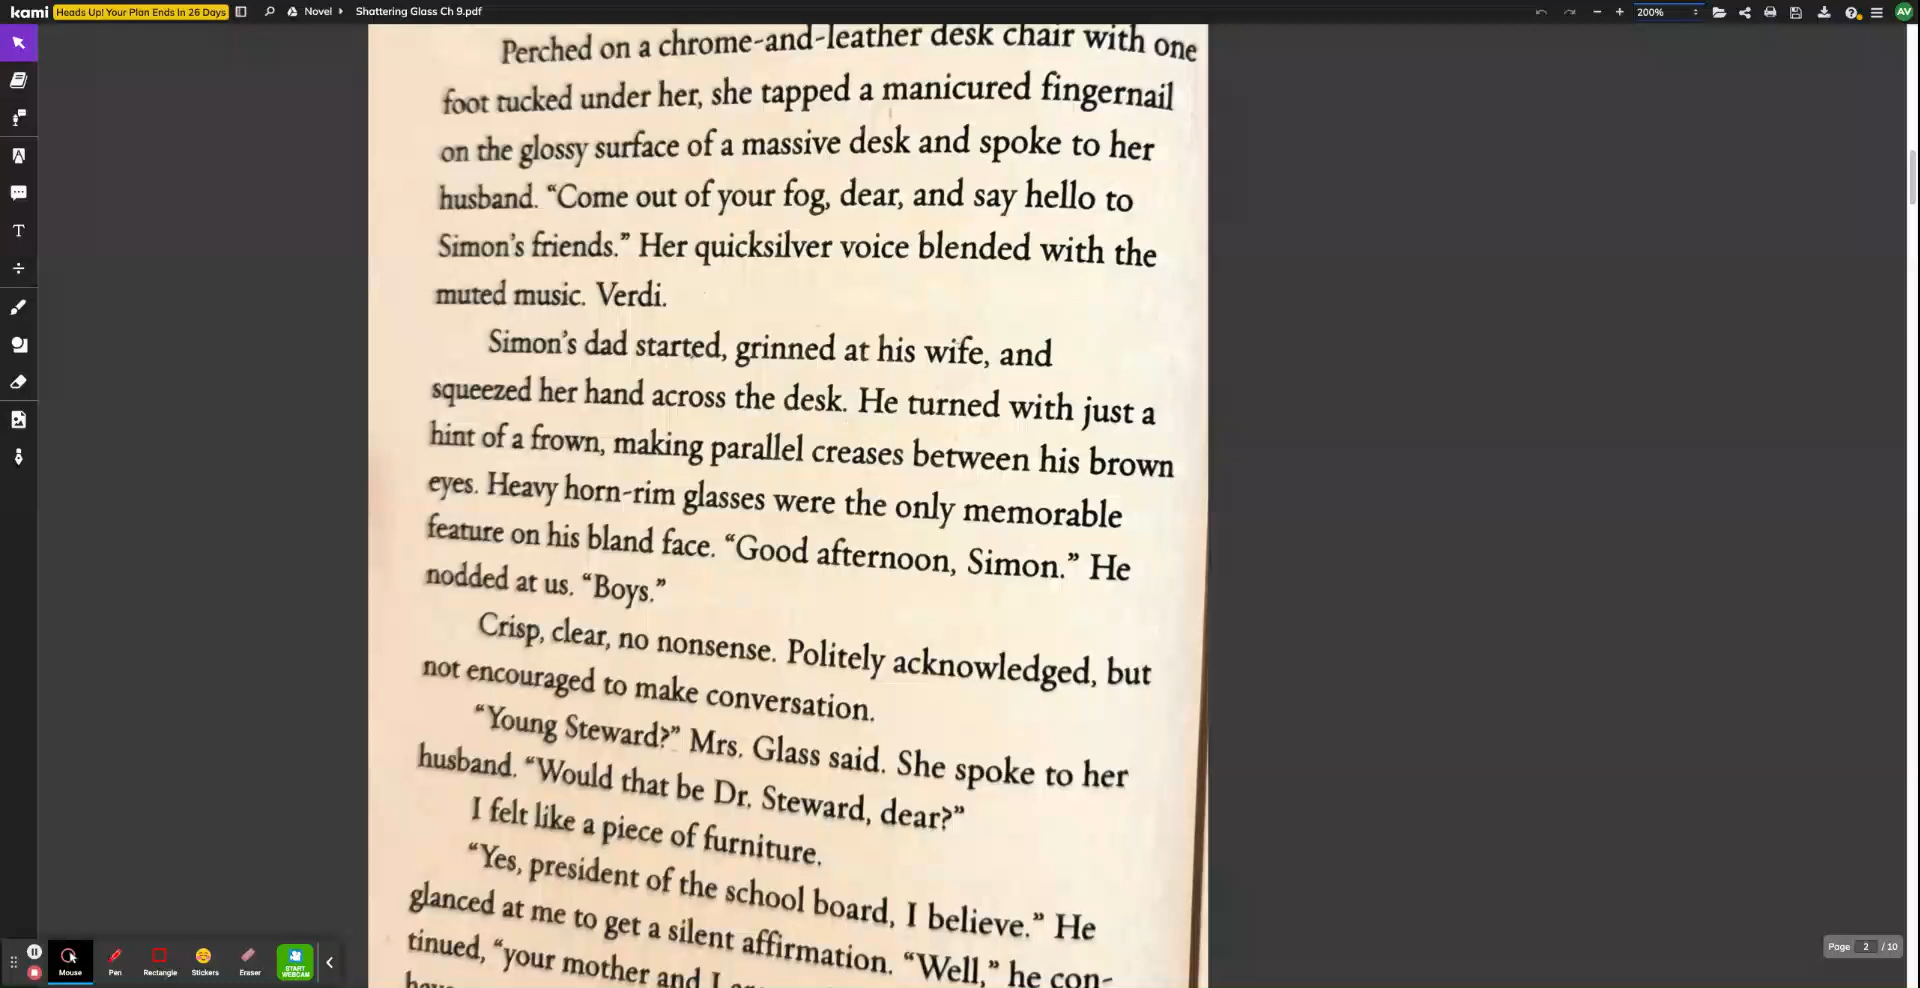 kami
Heads Up! Your Plan Ends In 26 Days
Novel
Shattering Glass Ch 9.pdf
200%
AV
Perched on a chrome-and-leather desk chair with one
foot tucked under her, she tapped a manicured fingernail
on the glossy surface of a massive desk and spoke to her
husband. “Come out of your fog, dear, and say hello to
Simon’s friends.” Her quicksilver voice blended with the
muted music. Verdi.
Simon’s dad started, grinned at his wife, and
squeezed her hand across the desk. He turned with just a
hint of a frown, making parallel creases between his brown
eyes. Heavy horn-rim glasses were the only memorable
feature on his bland face. “Good afternoon, Simon.” He
nodded at us. “Boys.”
Crisp, clear, no nonsense. Politely acknowledged, but
not encouraged to make conversation.
“Young Steward?” Mrs. Glass said. She spoke to her
husband. “Would that be Dr. Steward, dear?”
I felt like a piece of furniture.
“Yes, president of the school board, I believe.” He
glanced at me to get a silent affirmation. “Well,” he con-
tinued, “your mother and I
Page 2 / 10
Mouse
Pen
Rectangle
Stickers
Eraser
START
WEBCAM